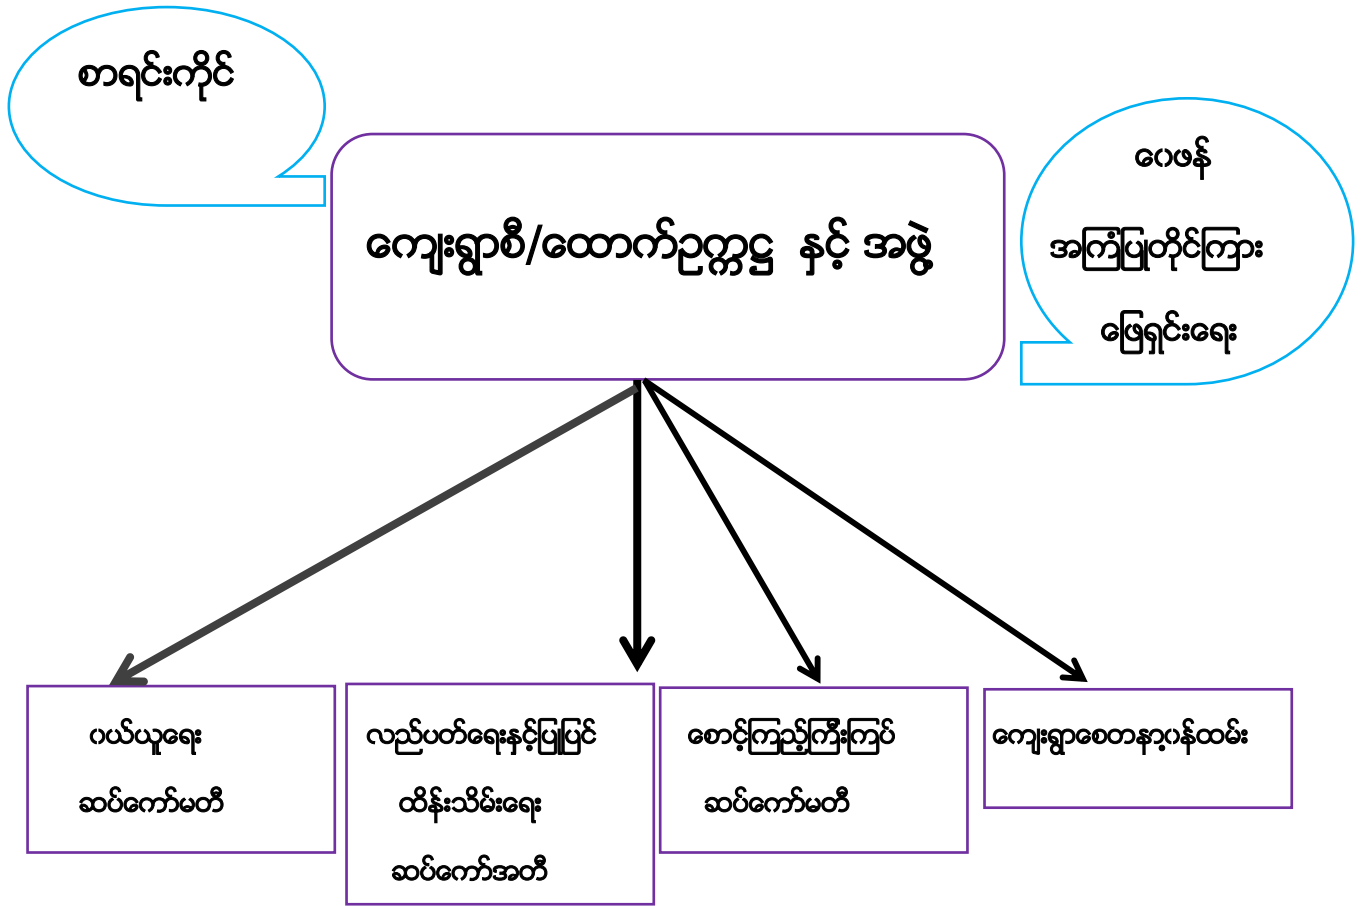 စာရင်းကိုင်
ဝေဖန်
အကြံပြုတိုင်ကြား
ဖြေရှင်းရေး
ကျေးရွာစီ/ထောက်ဥက္ကဋ္ဌ နှင့် အဖွဲ့
ဝယ်ယူရေး
ဆပ်ကော်မတီ
လည်ပတ်ရေးနှင့်ပြုပြင်
ထိန်းသိမ်းရေး
ဆပ်ကော်အတီ
စောင့်ကြည့်ကြီးကြပ်
ဆပ်ကော်မတီ
ကျေးရွာစေတနာ့ဝန်ထမ်း